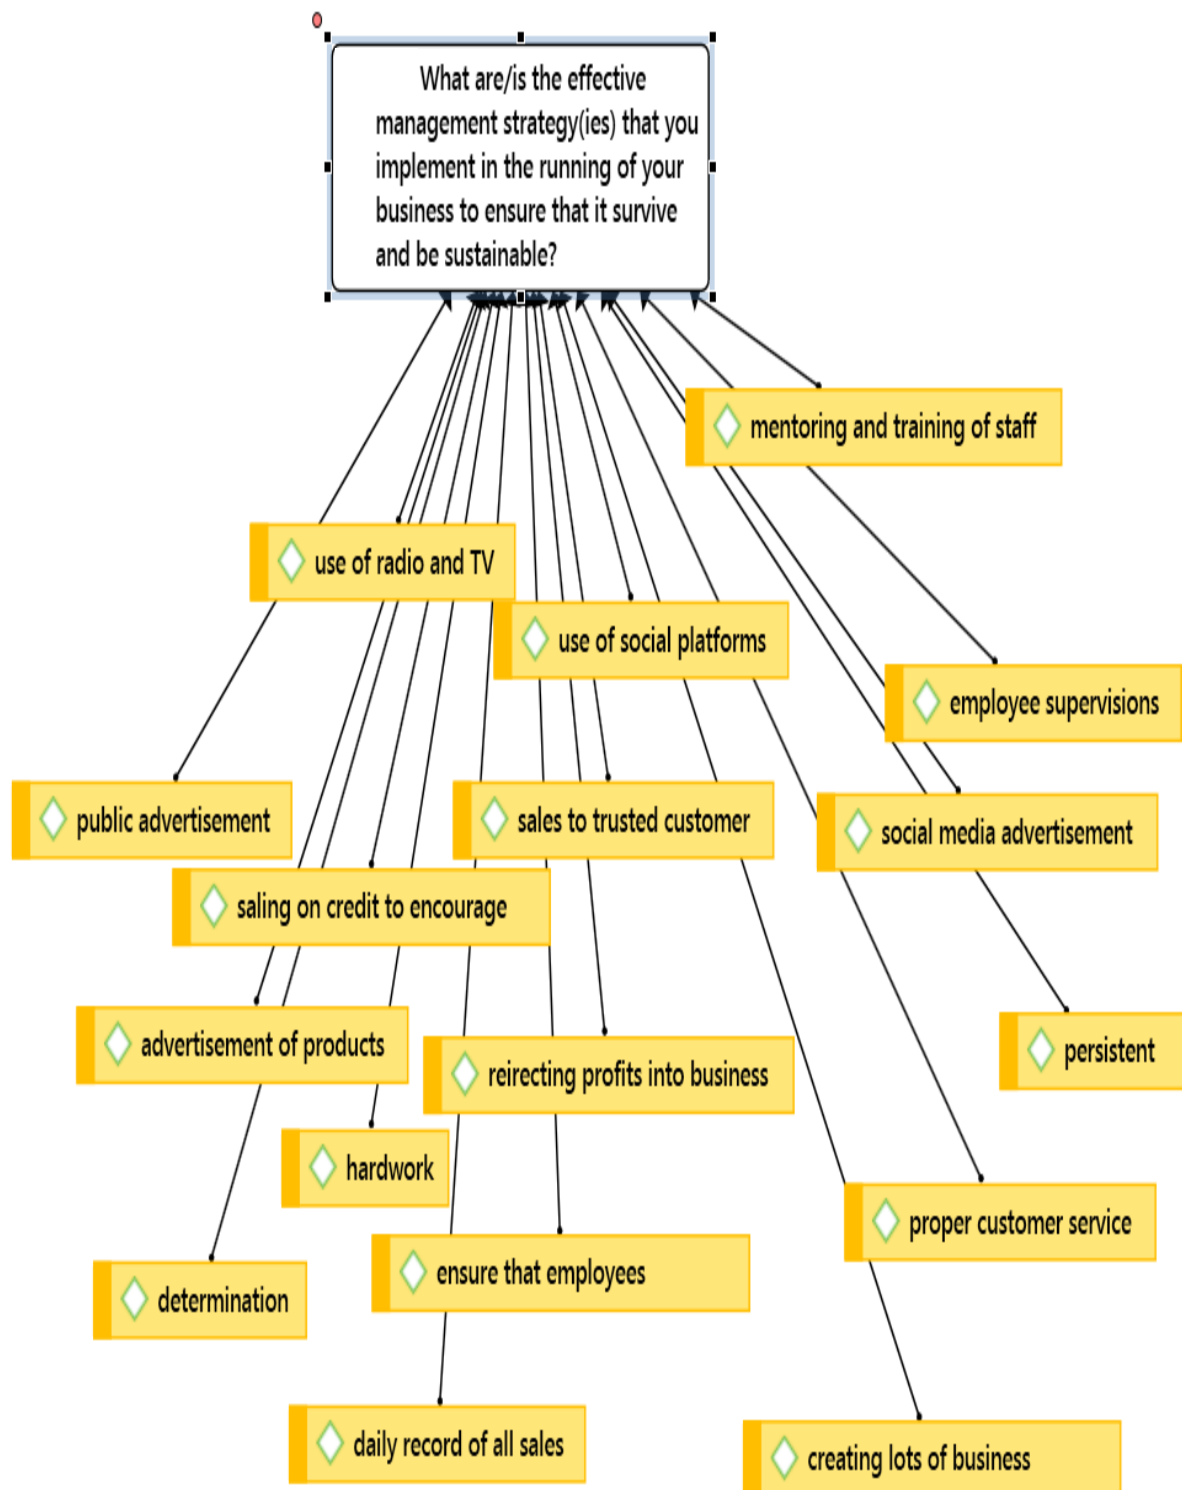 What are/is the effective
management strategy(ies) that you
implement in the running of your
business to ensure that it survive
and be sustainable?
mentoring and training of staff
use of radio and TV
use of social platforms
employee supervisions
public advertisement
sales to trusted customer
social media advertisement
saling on credit to encourage
advertisement of products
reirecting profits into business
persistent
hardwork
proper customer service
ensure that employees
determination
daily record of all sales
creating lots of business